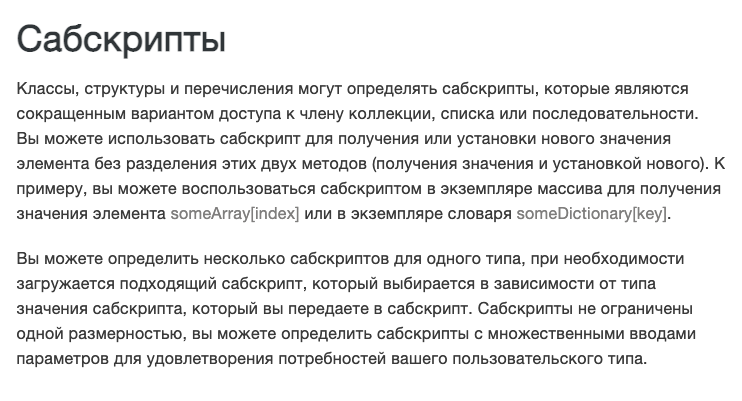 Сабскрипты
Классы, структуры и перечисления могут определять сабскрипты, которые являются
сокращенным вариантом доступа к члену коллекции, списка или последовательности.
Вы можете использовать сабскрипт для получения или установки нового значения
элемента без разделения этих двух методов (получения значения и установкой нового). К
примеру, вы можете воспользоваться сабскриптом в экземпляре массива для получения
значения элемента someArray[index] или в экземпляре словаря someDictionary[key].
Вы можете определить несколько сабскриптов для одного типа, при необходимости
загружается подходящий сабскрипт, который выбирается в зависимости от типа
значения сабскрипта, который вы передаете в сабскрипт. Сабскрипты не ограничены
одной размерностью, вы можете определить сабскрипты с множественными вводами
параметров для удовлетворения потребностей вашего пользовательского типа.